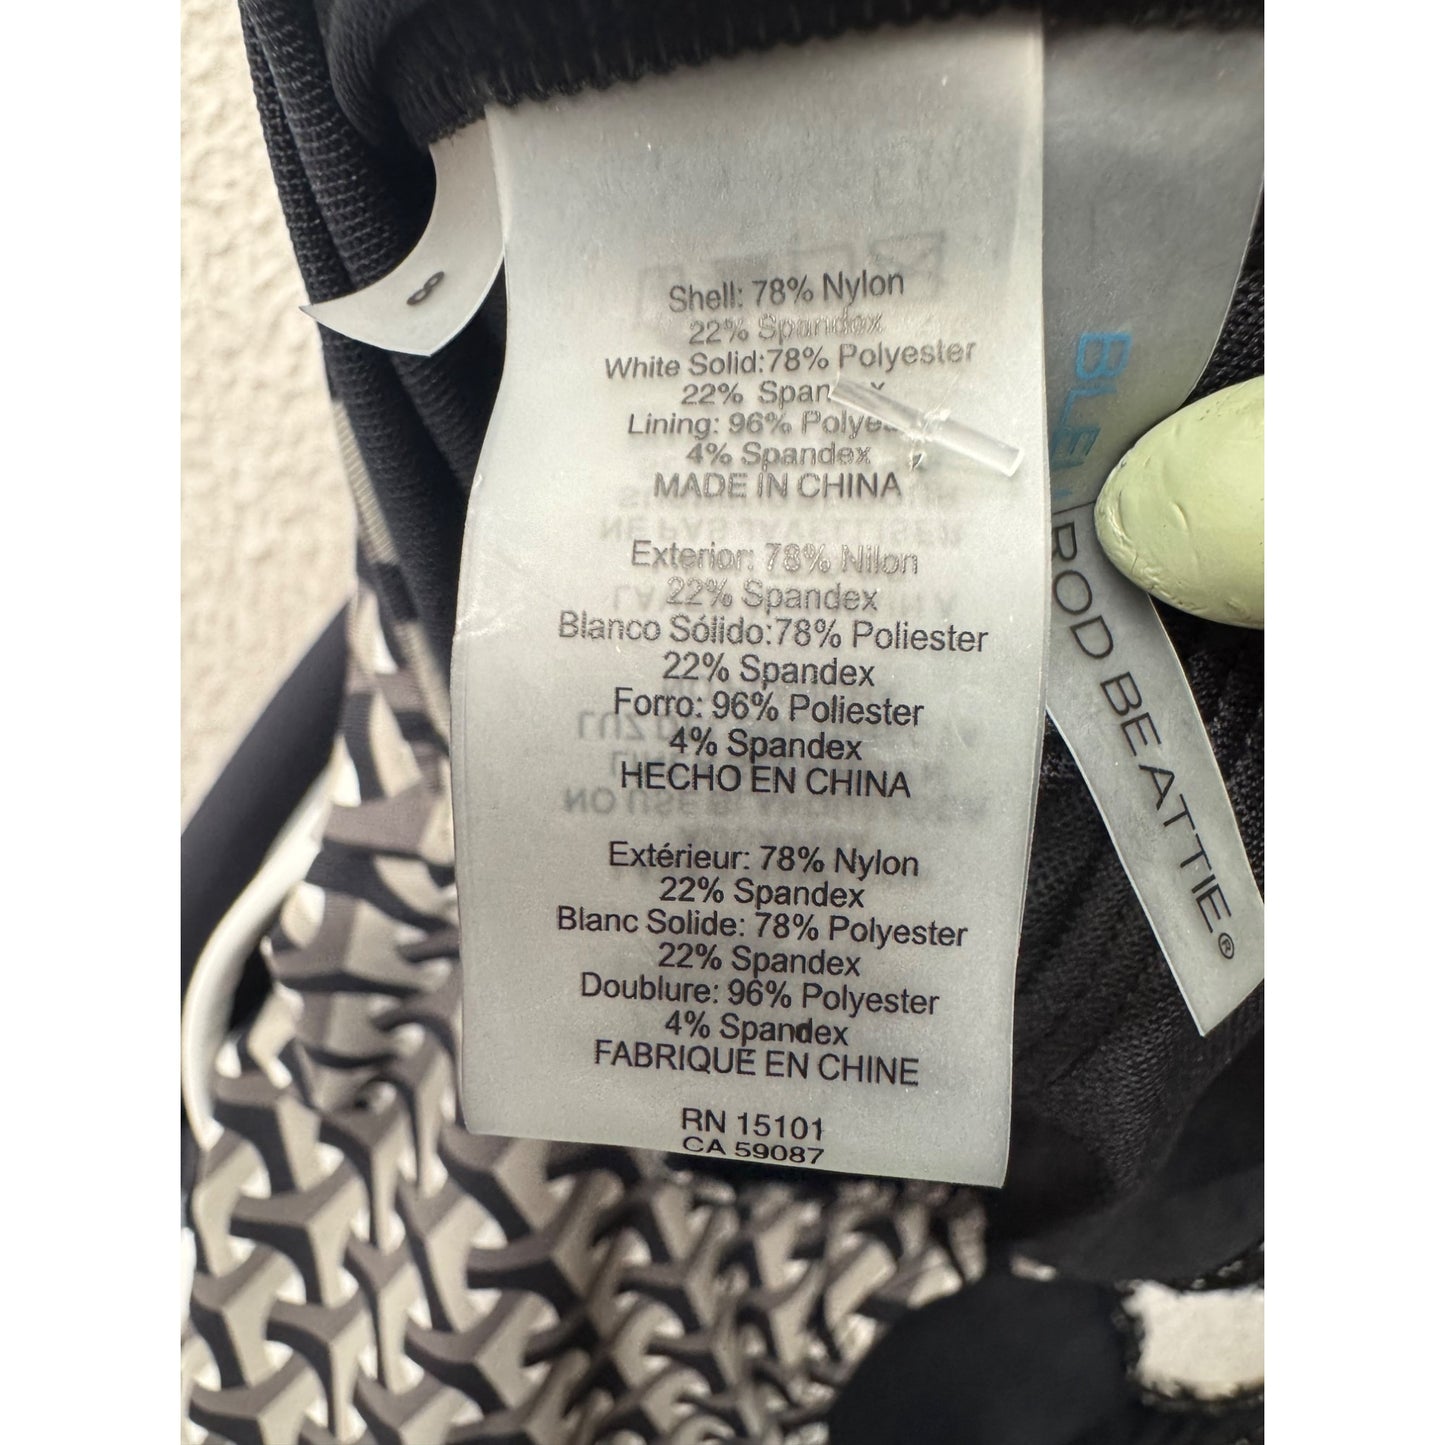 8
Shell: 78% Nylon
22% Spandex
White Solid:78% Polyester
22% Span
Lining: 96% Polye
4% Spandex
MADE IN CHINA
Exterior: 78% Nilon
22% Spandex
Blanco Sólido:78% Poliester
22% Spandex
Forro: 96% Poliester
4% Spandex
HECHO EN CHINA
Extérieur: 78% Nylon
22% Spandex
Blanc Solide: 78% Polyester
22% Spandex
Doublure: 96% Polyester
4% Spandex
FABRIQUE EN CHINE
RN 15101
CA 59087
BLE
ROD BEATTIE®